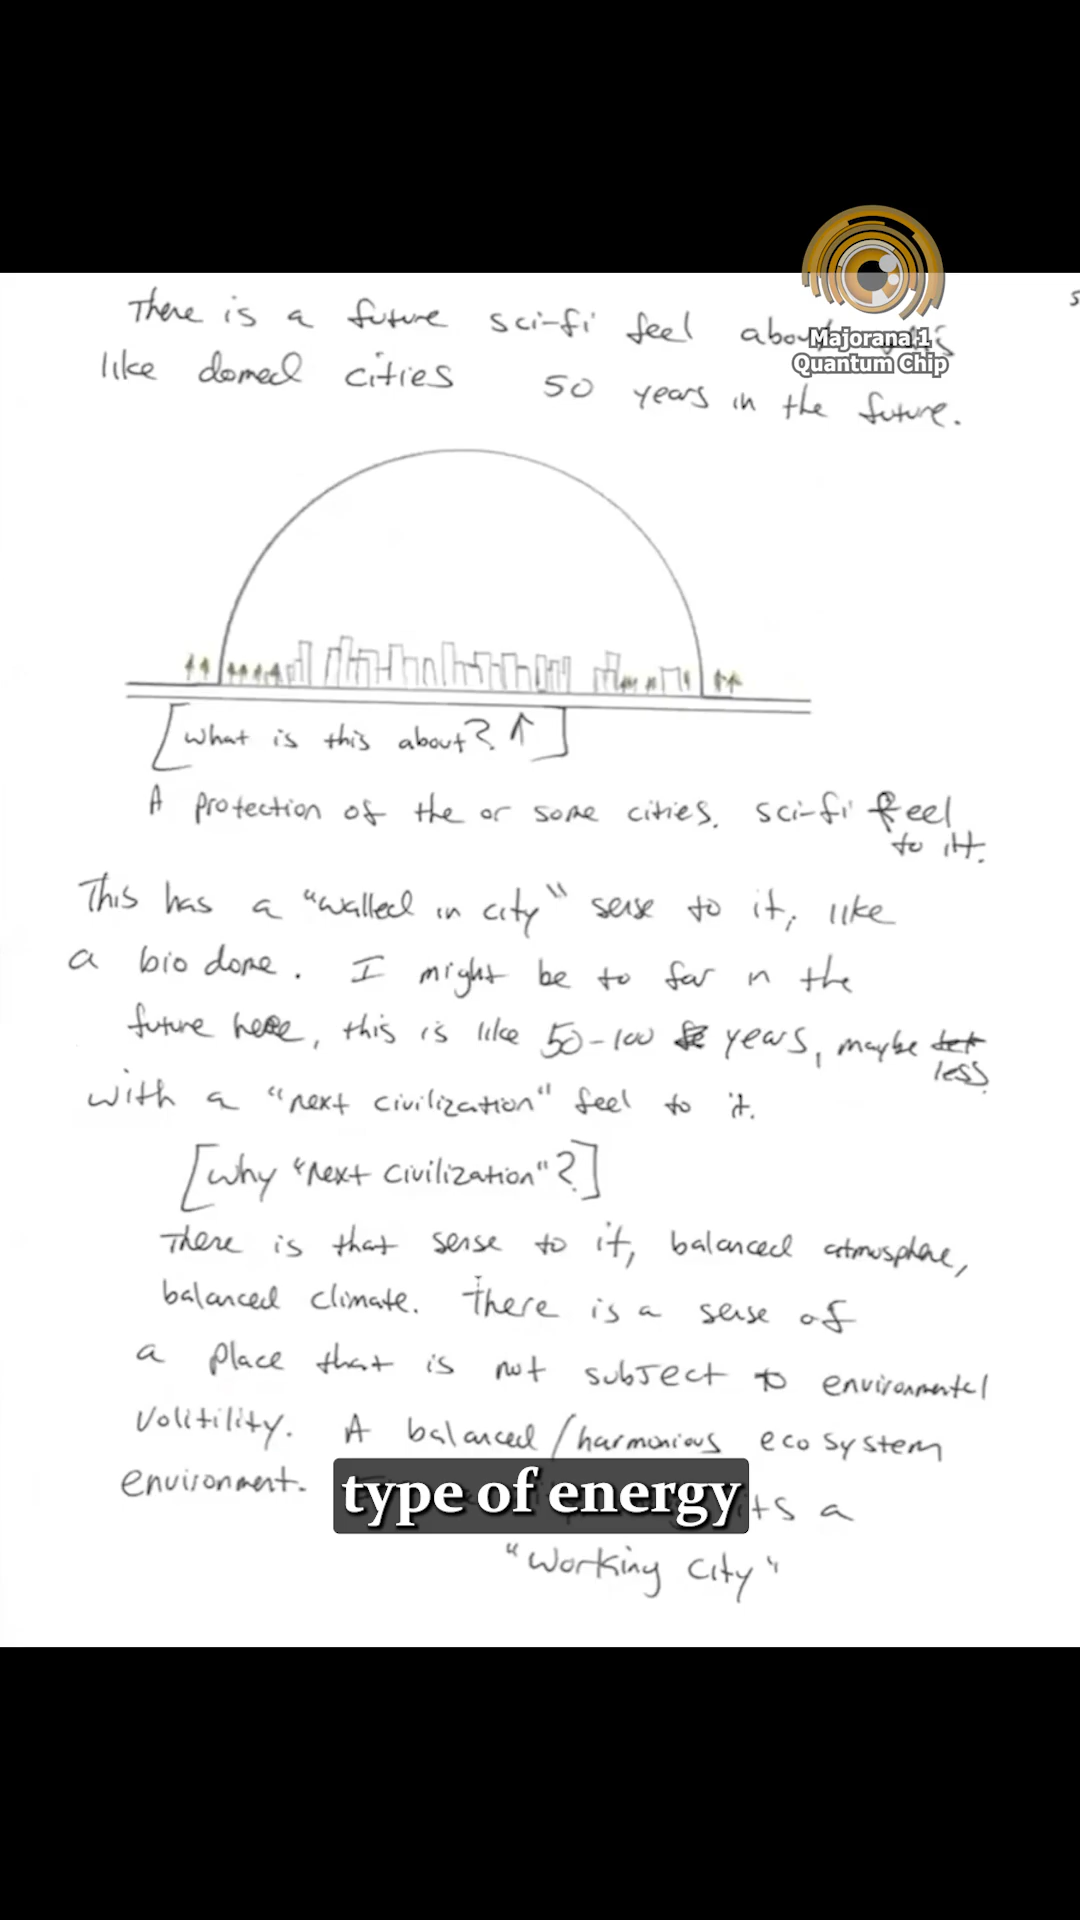 There is a future sci-fi feel about this
Majorana 1
Quantum Chip
like domed cities 50 years in the future.
[What is this about? ↑]
A protection of the or some cities. sci-fi feel
to itt.
This has a "walled in city" sense to it, like
a bio dome. I might be to far in the
future here, this is like 50-100 years, maybe
less.
with a "next civilization" feel to it.
[why "next civilization"?]
There is that sense to it, balanced atmosphere,
balanced climate. There is a sense of
a place that is not subject to environmental
volitility. A balanced/harmonious eco system
environment.
type of energy
its a
"working city"